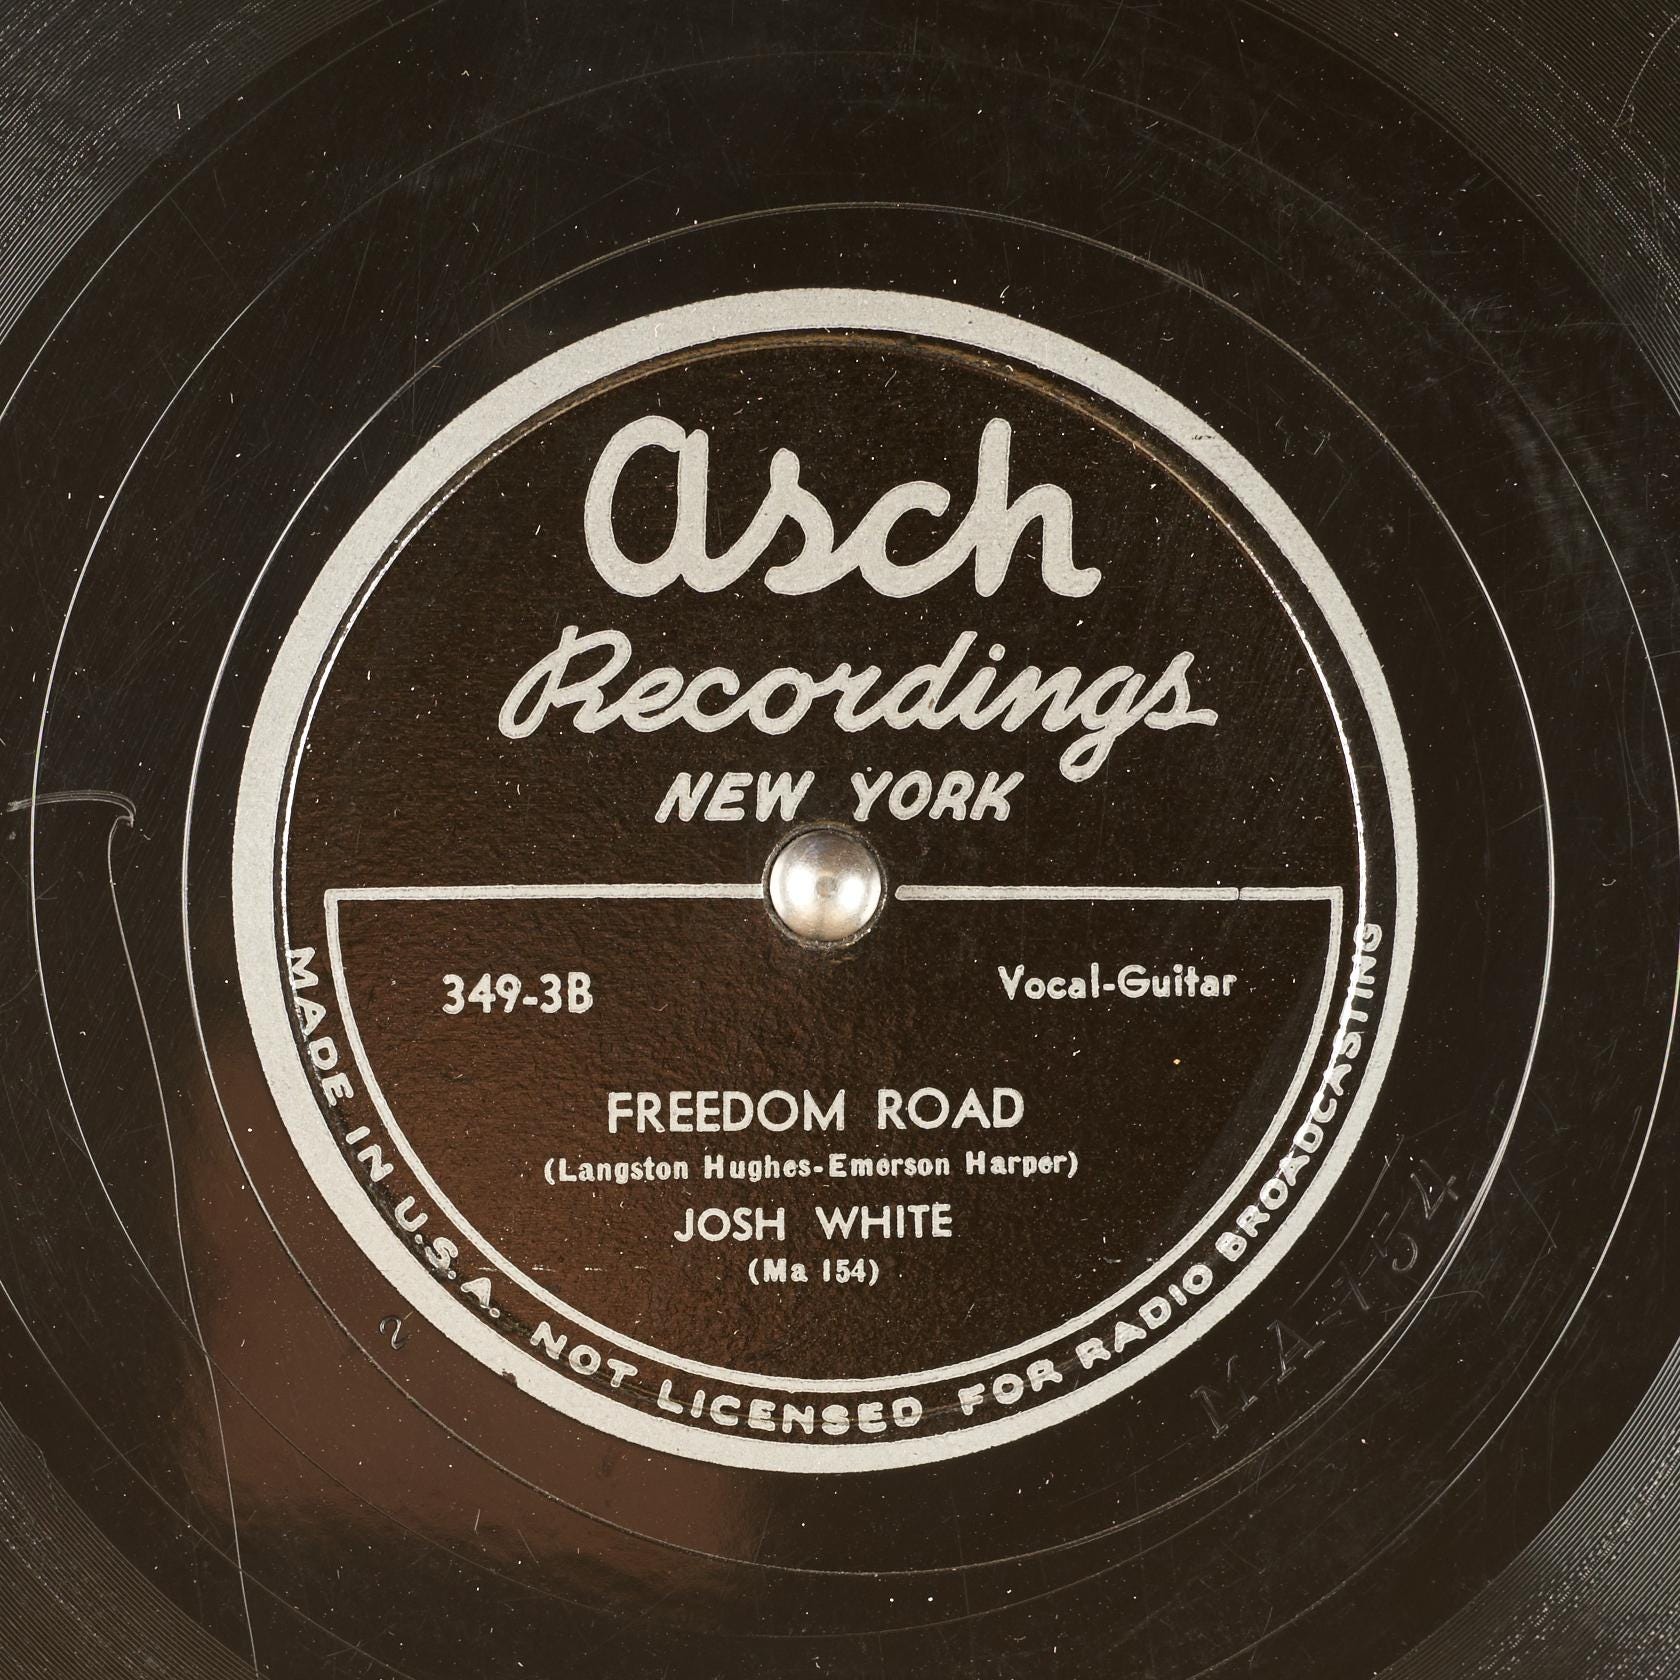 asch
Recordings
NEW YORK
349-3B
Vocal-Guitar
FREEDOM ROAD
(Langston Hughes-Emerson Harper)
JOSH WHITE
(Ma 154)
MADE IN U.S.A. NOT LICENSED FOR RADIO BROADCASTING
MA-154
2